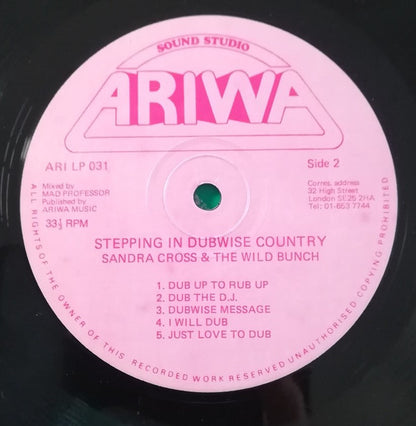 SOUND STUDIO
ARIWA
ARI LP 031
Side 2
Mixed by
MAD PROFESSOR
Published by
ARIWA MUSIC
33⅓ RPM
Corres. address
32 High Street
London SE25 2HA
Tel: 01-653 7744
STEPPING IN DUBWISE COUNTRY
SANDRA CROSS & THE WILD BUNCH
1. DUB UP TO RUB UP
2. DUB THE D.J.
3. DUBWISE MESSAGE
4. I WILL DUB
5. JUST LOVE TO DUB
ALL RIGHTS OF THE OWNER OF THIS RECORDED WORK RESERVED UNAUTHORISED COPYING PROHIBITED